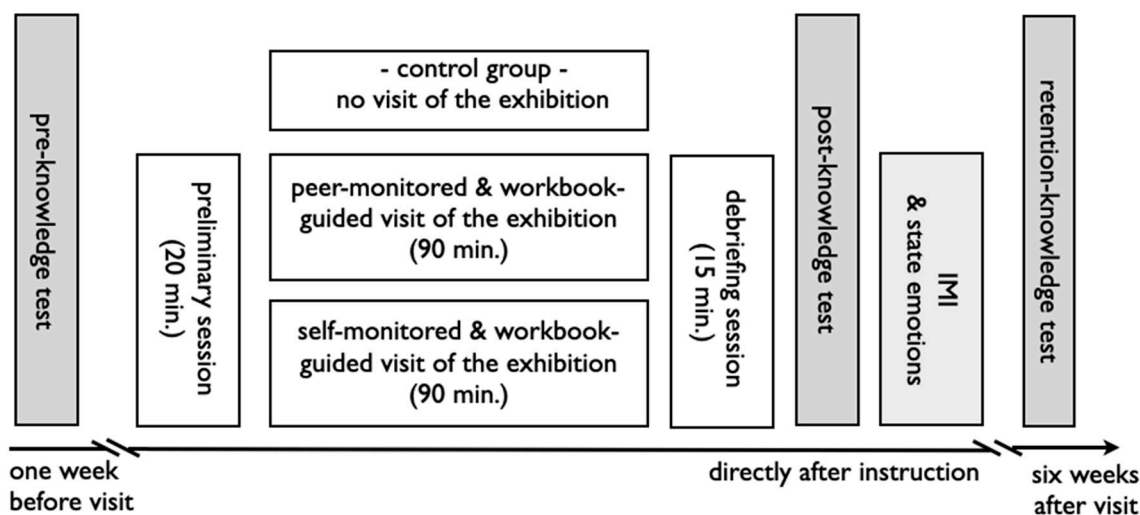 pre-knowledge test
preliminary session
(20 min.)
- control group -
no visit of the exhibition
peer-monitored & workbook-
guided visit of the exhibition
(90 min.)
self-monitored & workbook-
guided visit of the exhibition
(90 min.)
debriefing session
(15 min.)
post-knowledge test
IMI
& state emotions
retention-knowledge test
one week
before visit
directly after instruction
six weeks
after visit